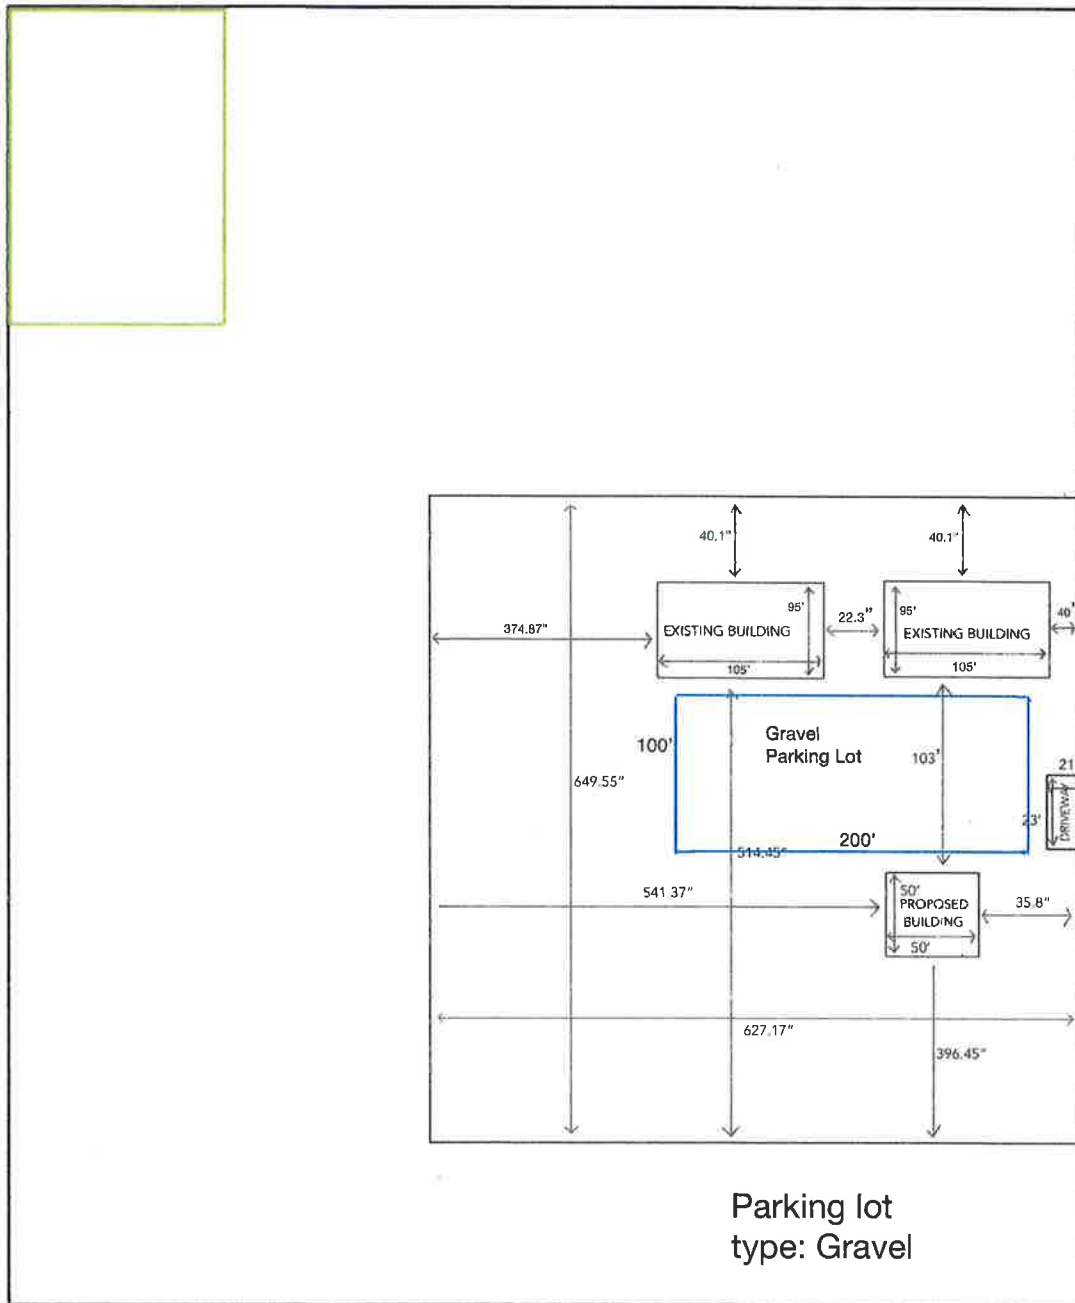 40.1"
40.1"
95'
22.3"
95'
40'
374.87"
EXISTING BUILDING
EXISTING BUILDING
105'
105'
100'
Gravel
Parking Lot
103'
21
649.55"
23'
DRIVEWAY
200'
514.45"
541.37"
50'
PROPOSED
BUILDING
35.8"
50'
627.17"
396.45"
Parking lot
type: Gravel